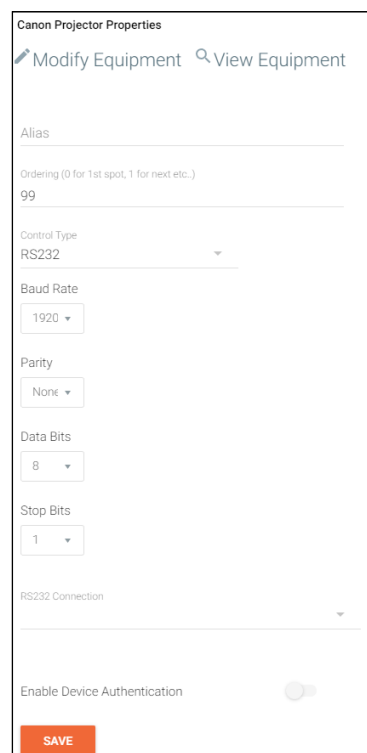 Canon Projector Properties
Modify Equipment View Equipment
Alias
Ordering (0 for 1st spot, 1 for next etc..)
99
Control Type
RS232
Baud Rate
1920
Parity
None
Data Bits
8
Stop Bits
1
RS232 Connection
Enable Device Authentication
SAVE